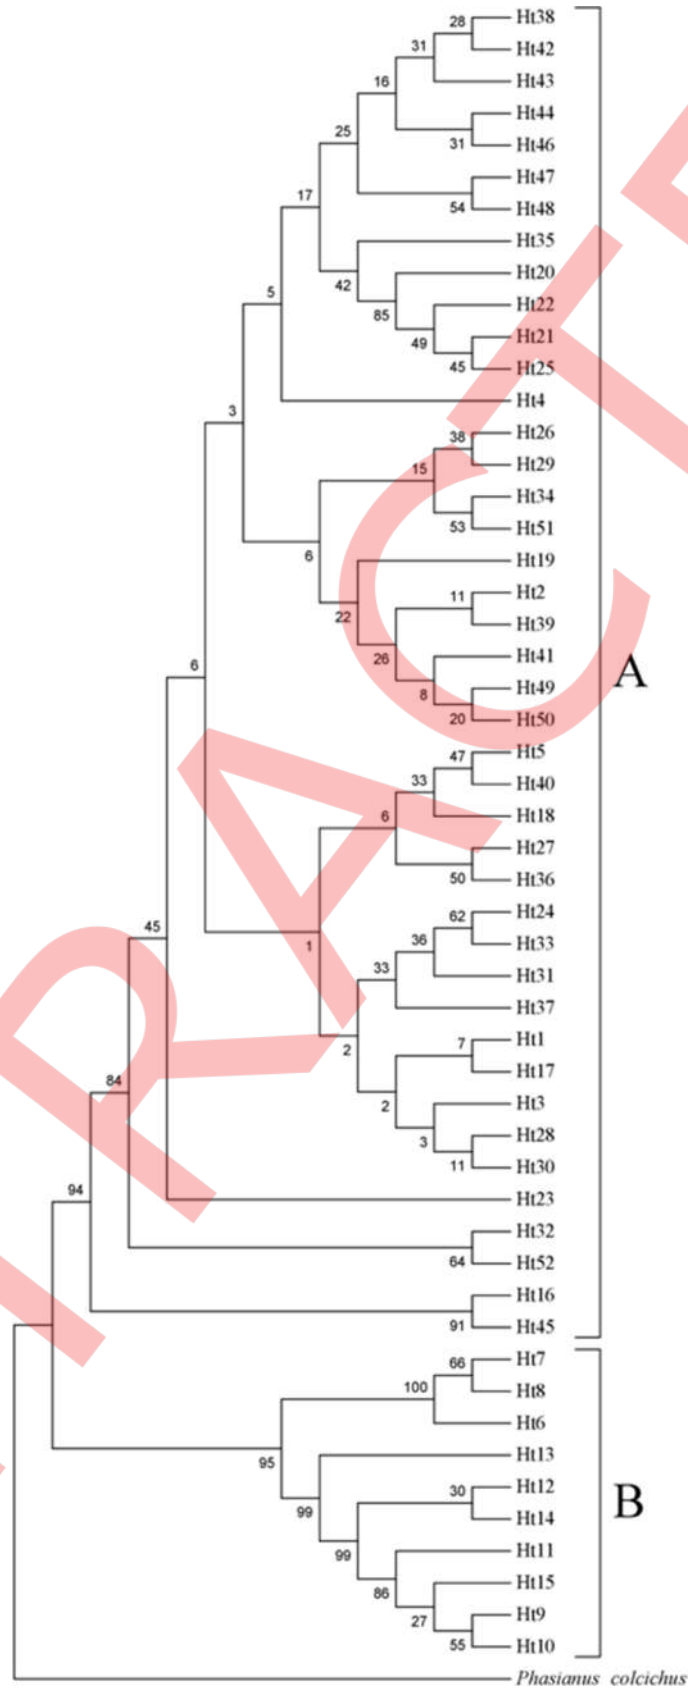 28 Ht38
Ht42
31
Ht43
16
Ht44
31 Ht46
25
Ht47
54 Ht48
17
Ht35
42
Ht20
85
Ht22
49
Ht21
45 Ht25
5
Ht4
3
38 Ht26
Ht29
15
Ht34
53 Ht51
6
Ht19
22
11 Ht2
Ht39
26
Ht41
8
Ht49
20 Ht50
A
6
47 Ht5
Ht40
33
Ht18
6
Ht27
50 Ht36
1
62 Ht24
Ht33
36
Ht31
33
Ht37
2
7 Ht1
Ht17
2
Ht3
3
Ht28
11 Ht30
45
Ht23
84
Ht32
64 Ht52
94
Ht16
91 Ht45
66 Ht7
Ht8
100
Ht6
95
Ht13
99
30 Ht12
Ht14
99
Ht11
86
Ht15
27
Ht9
55 Ht10
B
Phasianus colcichus